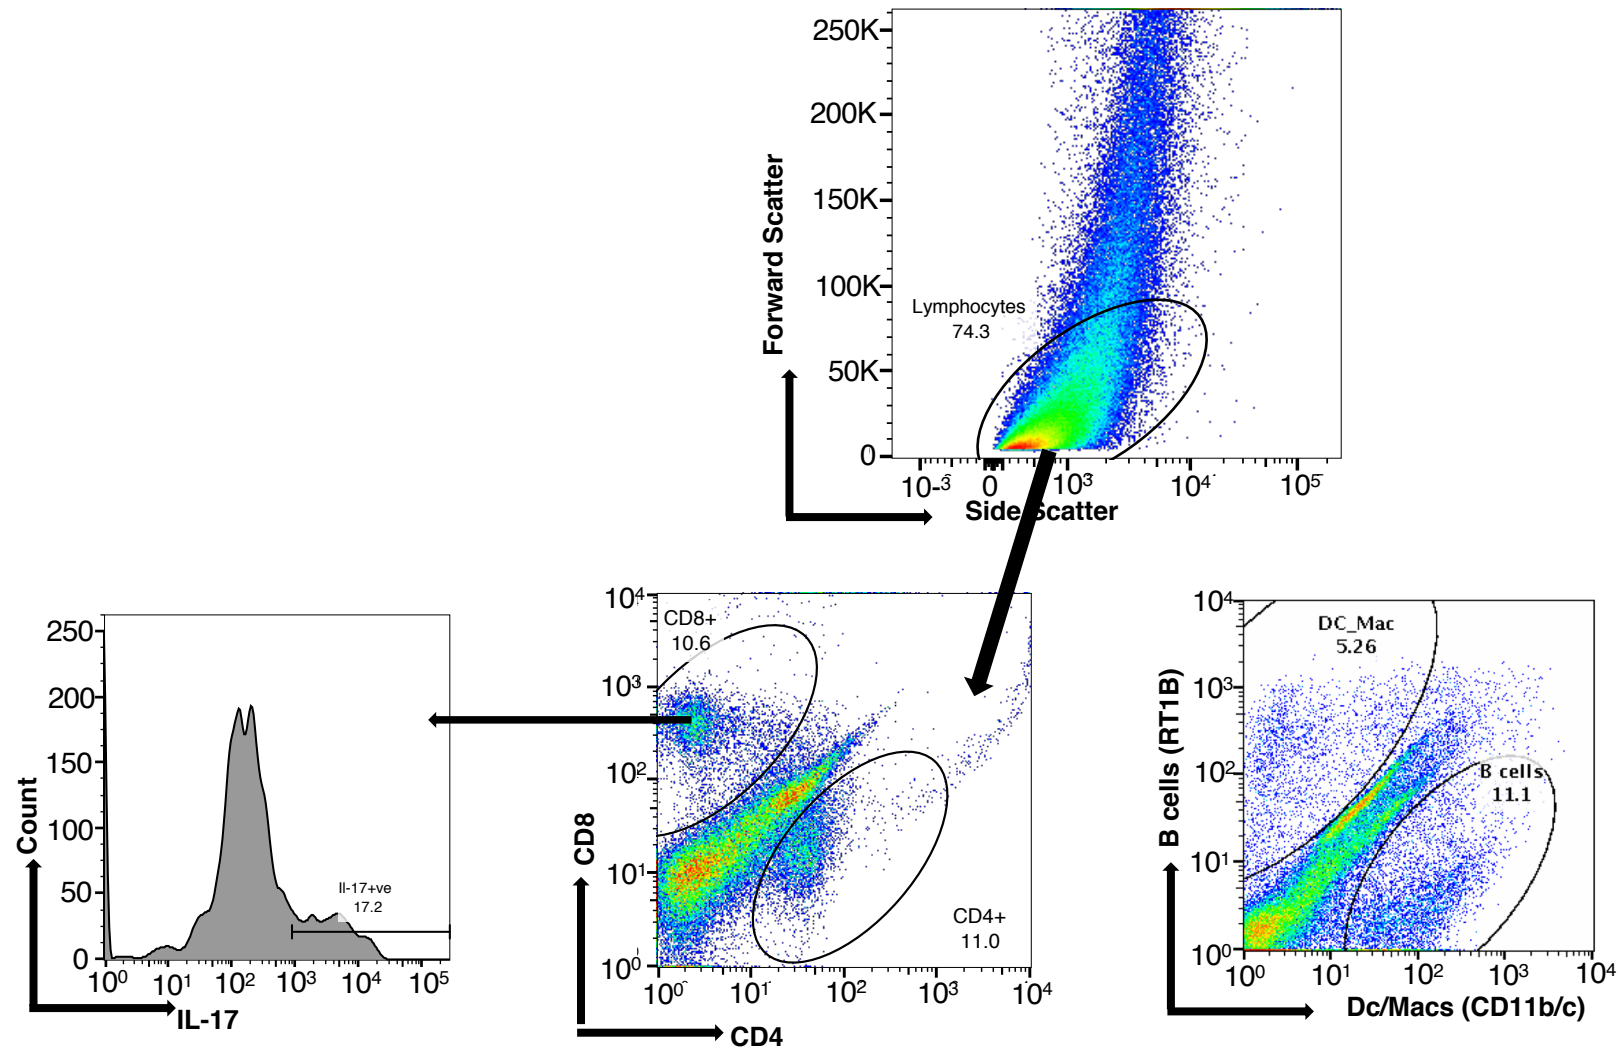 250K
200K
150K
100K
50K
0
Forward Scatter
Lymphocytes
74.3
10-3
0
10³
10⁴
10⁵
Side Scatter
250
200
150
100
50
0
Count
Il-17+ve
17.2
10⁰
10¹
10²
10³
10⁴
10⁵
IL-17
10⁴
10³
10²
10¹
10⁰
CD8
CD8+
10.6
CD4+
11.0
10⁰
10¹
10²
10³
10⁴
CD4
10⁴
10³
10²
10¹
10⁰
B cells (RT1B)
DC_Mac
5.26
B cells
11.1
10⁰
10¹
10²
10³
10⁴
Dc/Macs (CD11b/c)